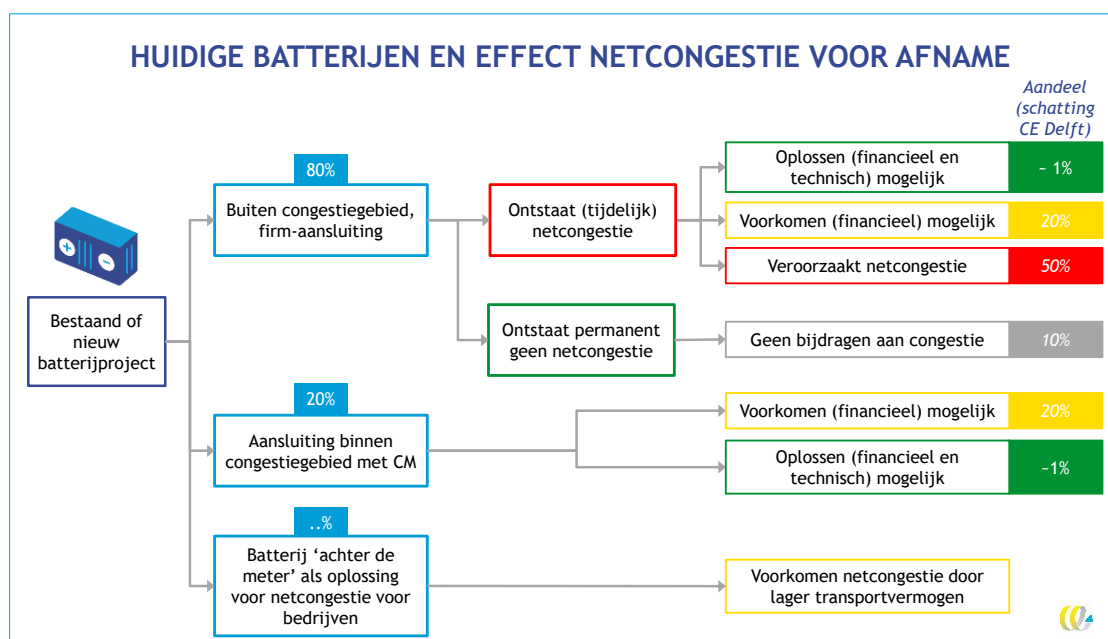 HUIDIGE BATTERIJEN EN EFFECT NETCONGESTIE VOOR AFNAME
Aandeel
(schatting
CE Delft)
80%
Buiten congestiegebied,
firm-aansluiting
Ontstaat (tijdelijk)
netcongestie
Oplossen (financieel en
technisch) mogelijk
~ 1%
Voorkomen (financieel) mogelijk
20%
Veroorzaakt netcongestie
50%
Bestaand of
nieuw
batterijproject
Ontstaat permanent
geen netcongestie
Geen bijdragen aan congestie
10%
20%
Aansluiting binnen
congestiegebied met CM
Voorkomen (financieel) mogelijk
20%
Oplossen (financieel en
technisch) mogelijk
~1%
..%
Batterij ‘achter de
meter’ als oplossing
voor netcongestie voor
bedrijven
Voorkomen netcongestie door
lager transportvermogen